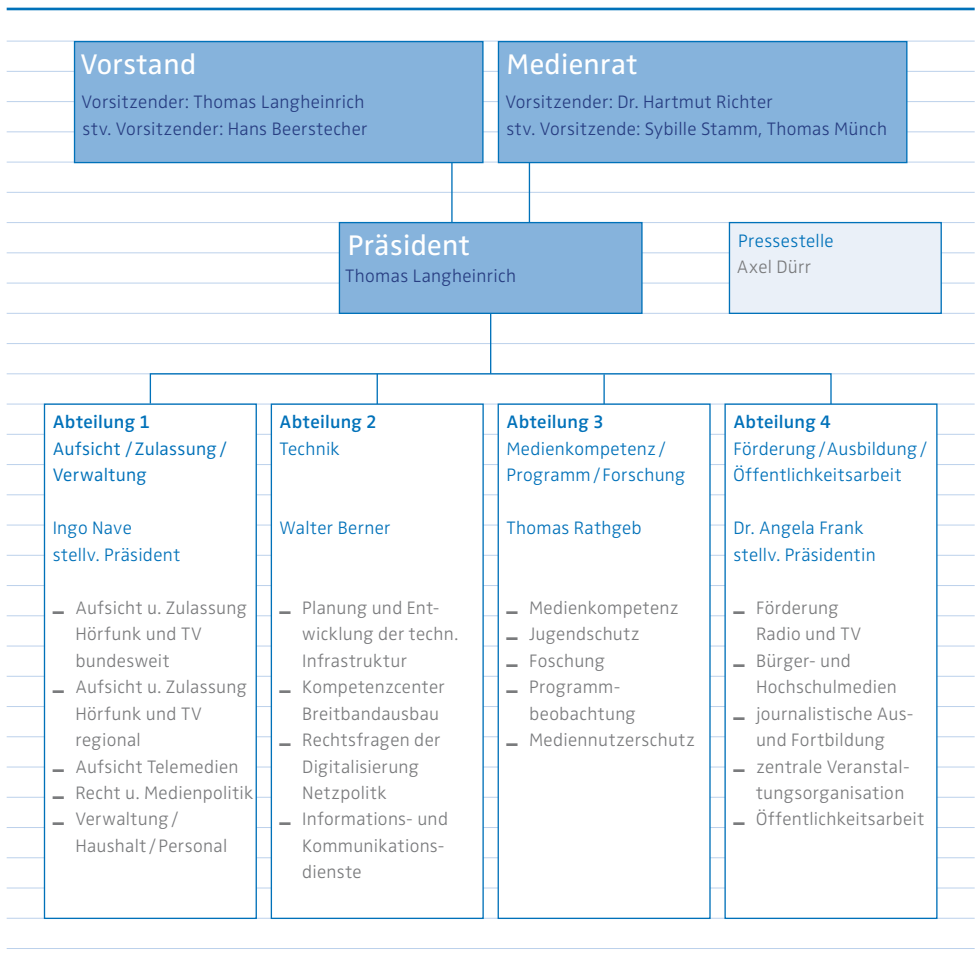 Vorstand
Vorsitzender: Thomas Langheinrich
stv. Vorsitzender: Hans Beerstecher
Medienrat
Vorsitzender: Dr. Hartmut Richter
stv. Vorsitzende: Sybille Stamm, Thomas Münch
Präsident
Thomas Langheinrich
Pressestelle
Axel Dürr
Abteilung 1
Aufsicht / Zulassung /
Verwaltung
Ingo Nave
stellv. Präsident
– Aufsicht u. Zulassung
Hörfunk und TV
bundesweit
– Aufsicht u. Zulassung
Hörfunk und TV
regional
– Aufsicht Telemedien
– Recht u. Medienpolitik
– Verwaltung /
Haushalt / Personal
Abteilung 2
Technik
Walter Berner
– Planung und Ent-
wicklung der techn.
Infrastruktur
– Kompetenzcenter
Breitbandausbau
– Rechtsfragen der
Digitalisierung
Netzpolitk
– Informations- und
Kommunikations-
dienste
Abteilung 3
Medienkompetenz /
Programm / Forschung
Thomas Rathgeb
– Medienkompetenz
– Jugendschutz
– Foschung
– Programm-
beobachtung
– Mediennutzerschutz
Abteilung 4
Förderung / Ausbildung /
Öffentlichkeitsarbeit
Dr. Angela Frank
stellv. Präsidentin
– Förderung
Radio und TV
– Bürger- und
Hochschulmedien
– journalistische Aus-
und Fortbildung
– zentrale Veranstal-
tungsorganisation
– Öffentlichkeitsarbeit